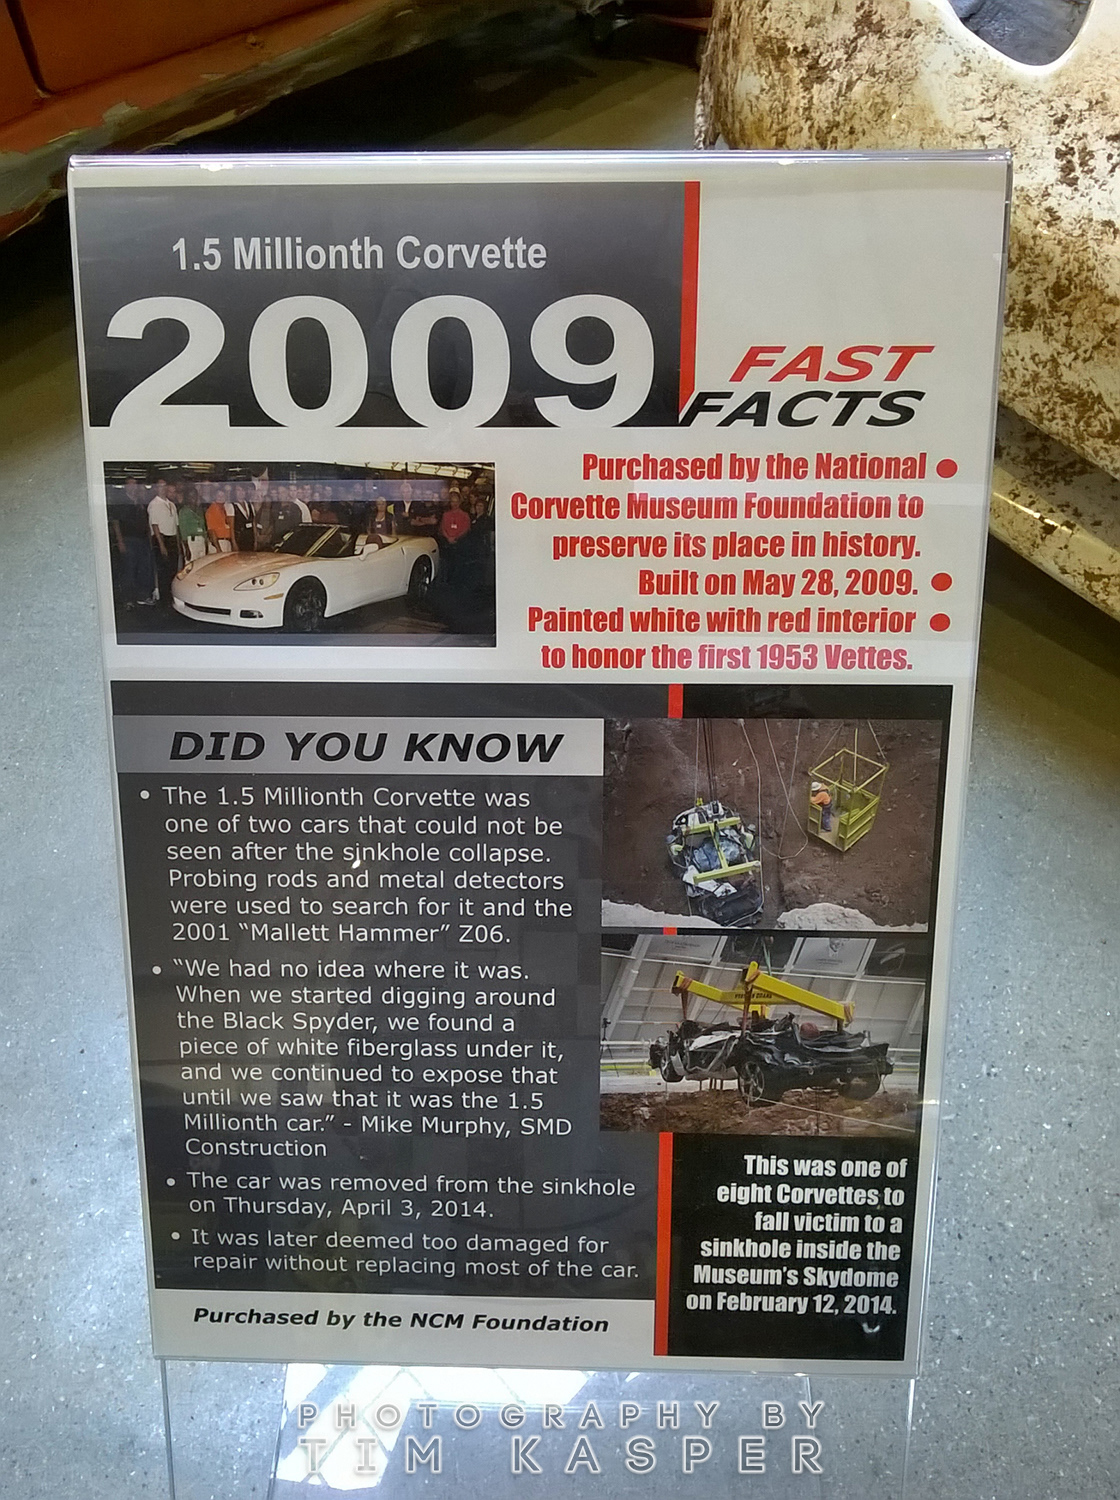 1.5 Millionth Corvette
2009
FAST
FACTS
Purchased by the National
Corvette Museum Foundation to
preserve its place in history.
Built on May 28, 2009.
Painted white with red interior
to honor the first 1953 Vettes.
DID YOU KNOW
• The 1.5 Millionth Corvette was
one of two cars that could not be
seen after the sinkhole collapse.
Probing rods and metal detectors
were used to search for it and the
2001 “Mallett Hammer” Z06.
• “We had no idea where it was.
When we started digging around
the Black Spyder, we found a
piece of white fiberglass under it,
and we continued to expose that
until we saw that it was the 1.5
Millionth car.” - Mike Murphy, SMD
Construction
• The car was removed from the sinkhole
on Thursday, April 3, 2014.
• It was later deemed too damaged for
repair without replacing most of the car.
This was one of
eight Corvettes to
fall victim to a
sinkhole inside the
Museum’s Skydome
on February 12, 2014.
Purchased by the NCM Foundation
PHOTOGRAPHY BY
TIM KASPER